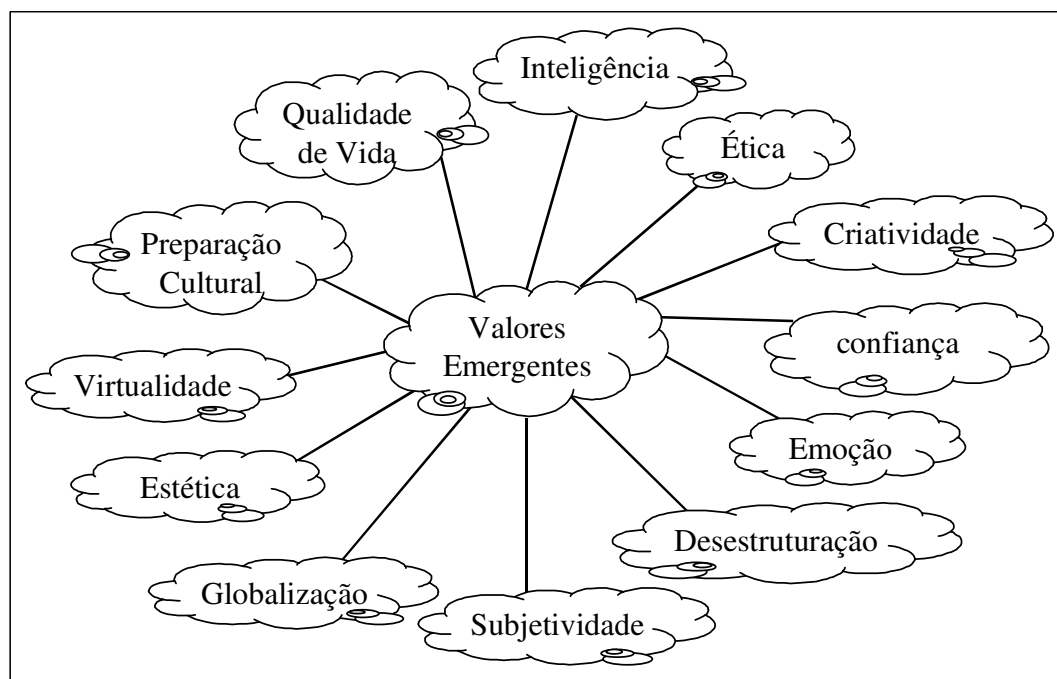 Inteligência
Qualidade
de Vida
Ética
Criatividade
Preparação
Cultural
Valores
Emergentes
confiança
Virtualidade
Emoção
Estética
Desestruturação
Globalização
Subjetividade